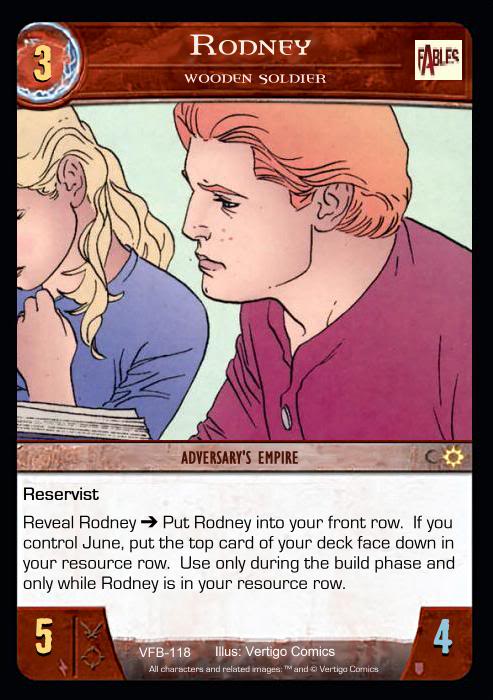 3
RODNEY
WOODEN SOLDIER
FABLES
ADVERSARY'S EMPIRE
C
Reservist
Reveal Rodney ➔ Put Rodney into your front row. If you
control June, put the top card of your deck face down in
your resource row. Use only during the build phase and
only while Rodney is in your resource row.
5
VFB-118 Illus: Vertigo Comics
All characters and related images: ™ and © Vertigo Comics
4